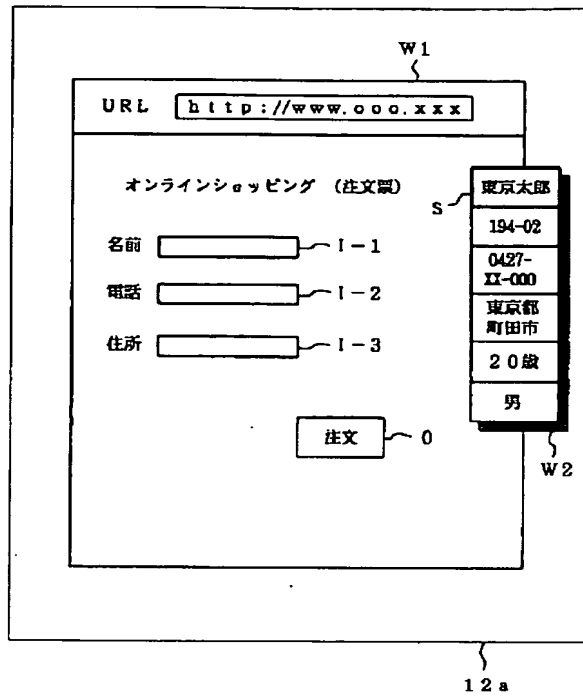 W1
URL http://www.ooo.xxx
オンラインショッピング (注文票)
S
東京太郎
194-02
0427-
XX-000
東京都
町田市
20歳
男
名前
I-1
電話
I-2
住所
I-3
注文
O
W2
12a